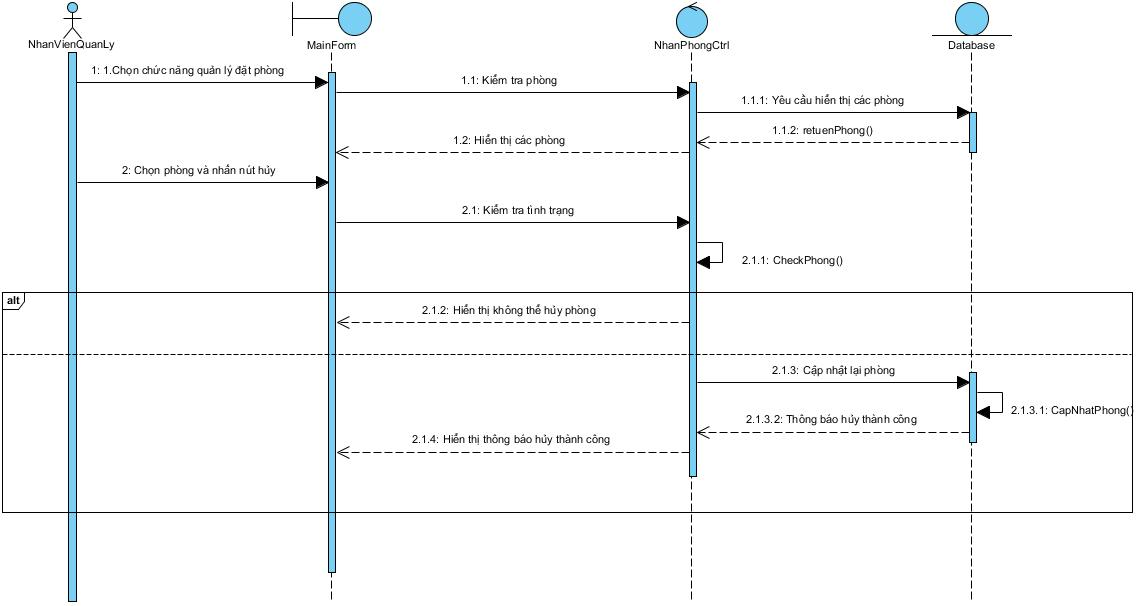 NhanVienQuanLy
MainForm
NhanPhongCtrl
Database
1: 1.Chọn chức năng quản lý đặt phòng
1.1: Kiểm tra phòng
1.1.1: Yêu cầu hiển thị các phòng
1.1.2: retuenPhong()
1.2: Hiển thị các phòng
2: Chọn phòng và nhấn nút hủy
2.1: Kiểm tra tình trạng
2.1.1: CheckPhong()
alt
2.1.2: Hiển thị không thể hủy phòng
2.1.3: Cập nhật lại phòng
2.1.3.1: CapNhatPhong()
2.1.3.2: Thông báo hủy thành công
2.1.4: Hiển thị thông báo hủy thành công